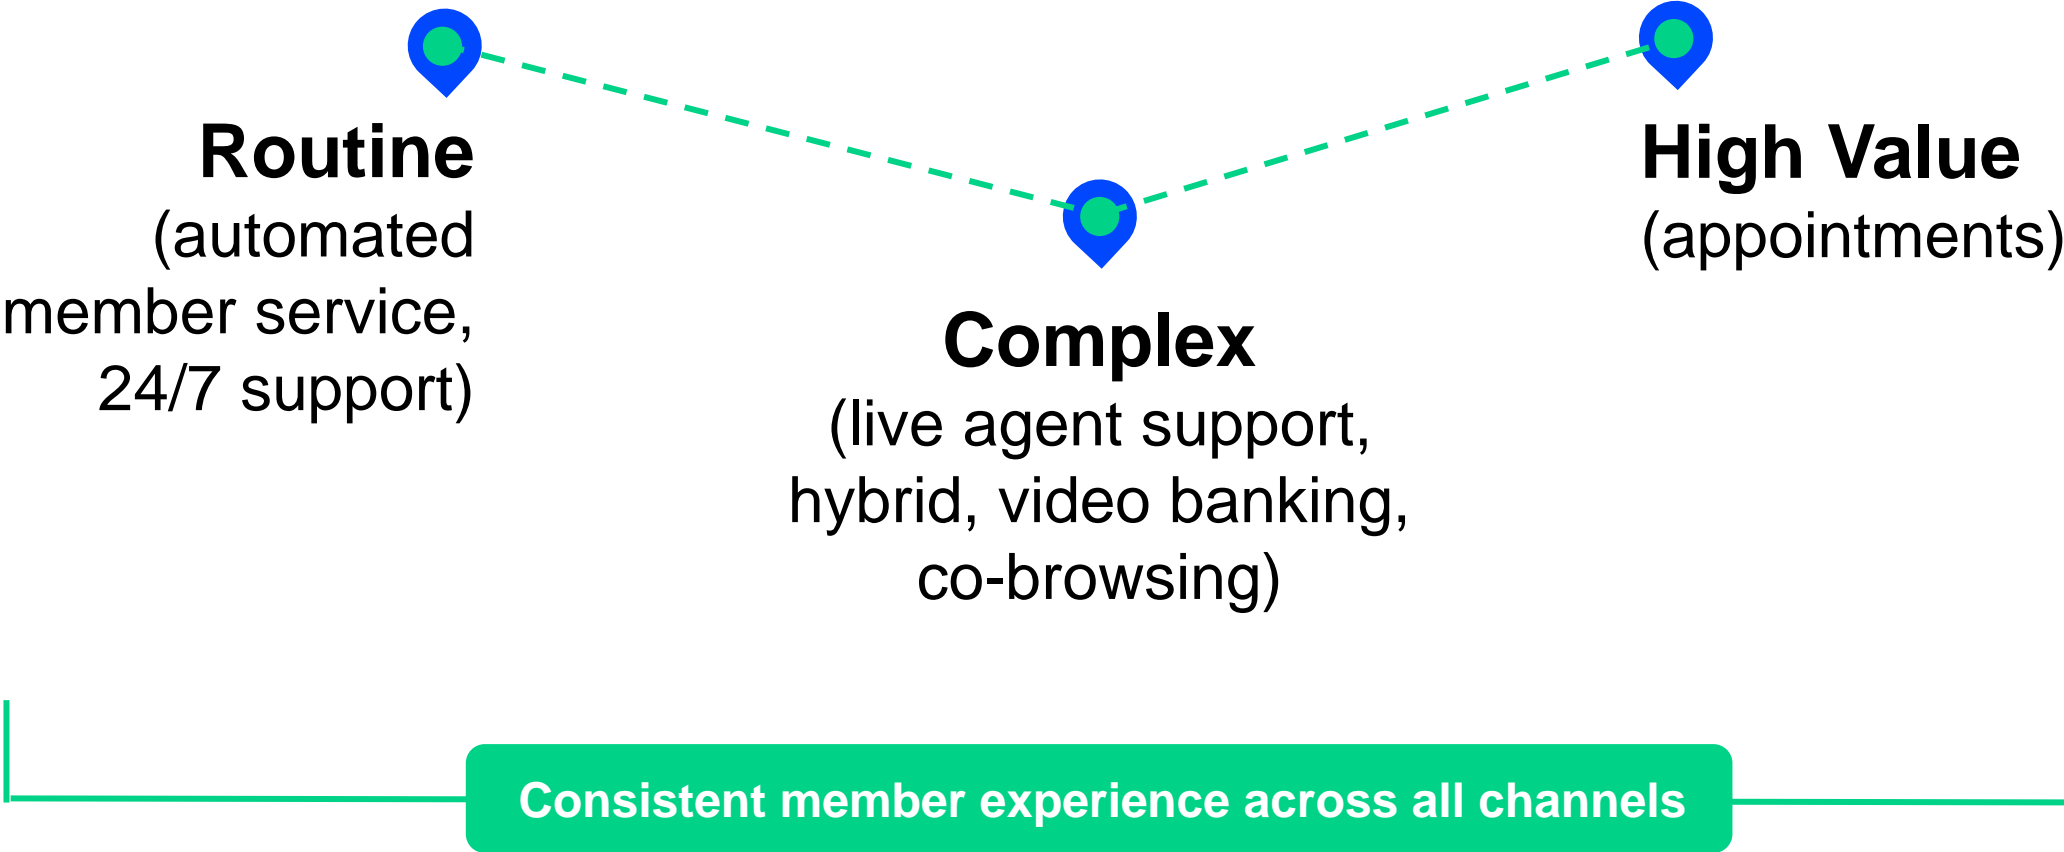 Routine
(automated
member service,
24/7 support)
Complex
(live agent support,
hybrid, video banking,
co-browsing)
High Value
(appointments)
Consistent member experience across all channels